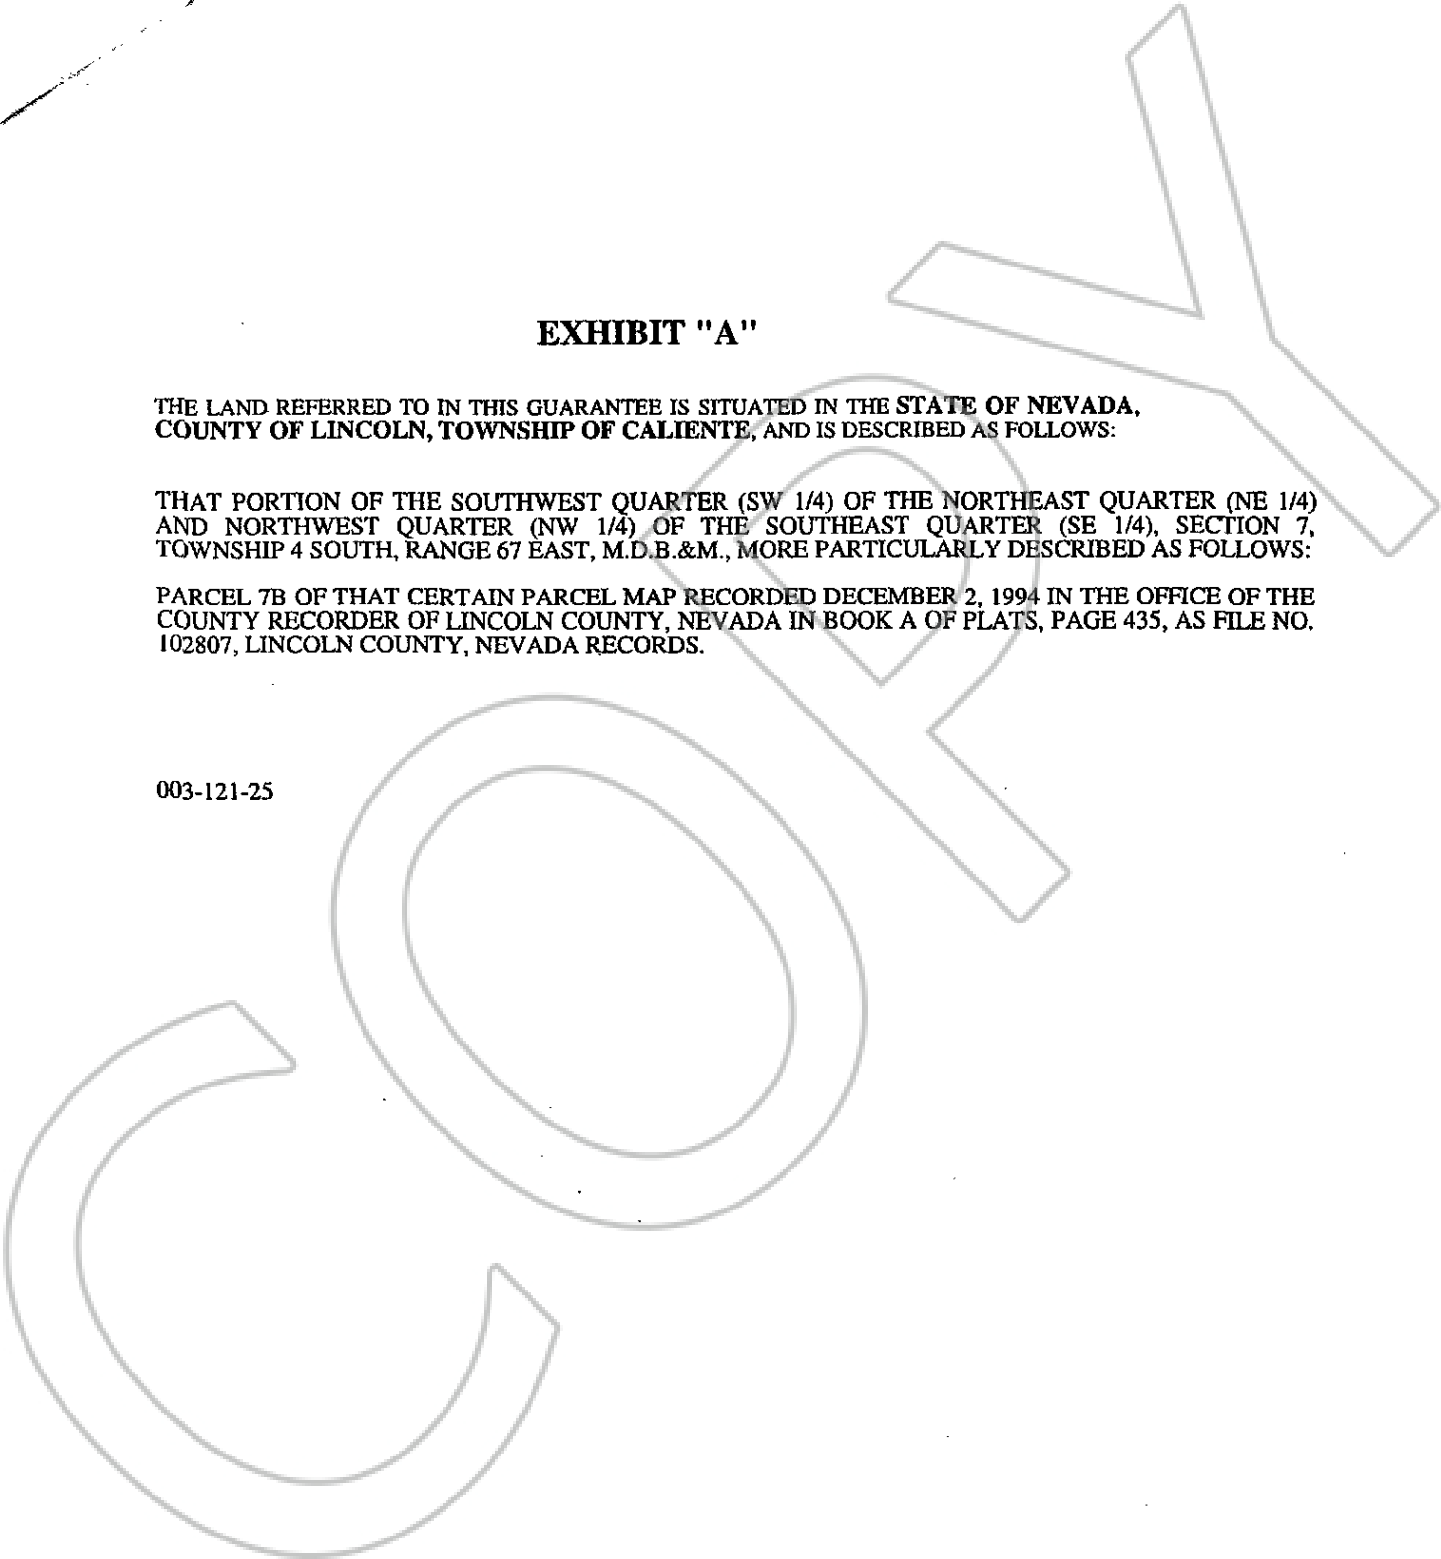 EXHIBIT "A"
THE LAND REFERRED TO IN THIS GUARANTEE IS SITUATED IN THE STATE OF NEVADA,
COUNTY OF LINCOLN, TOWNSHIP OF CALIENTE, AND IS DESCRIBED AS FOLLOWS:
THAT PORTION OF THE SOUTHWEST QUARTER (SW 1/4) OF THE NORTHEAST QUARTER (NE 1/4)
AND NORTHWEST QUARTER (NW 1/4) OF THE SOUTHEAST QUARTER (SE 1/4), SECTION 7,
TOWNSHIP 4 SOUTH, RANGE 67 EAST, M.D.B.&M., MORE PARTICULARLY DESCRIBED AS FOLLOWS:
PARCEL 7B OF THAT CERTAIN PARCEL MAP RECORDED DECEMBER 2, 1994 IN THE OFFICE OF THE
COUNTY RECORDER OF LINCOLN COUNTY, NEVADA IN BOOK A OF PLATS, PAGE 435, AS FILE NO.
102807, LINCOLN COUNTY, NEVADA RECORDS.
003-121-25
COPY